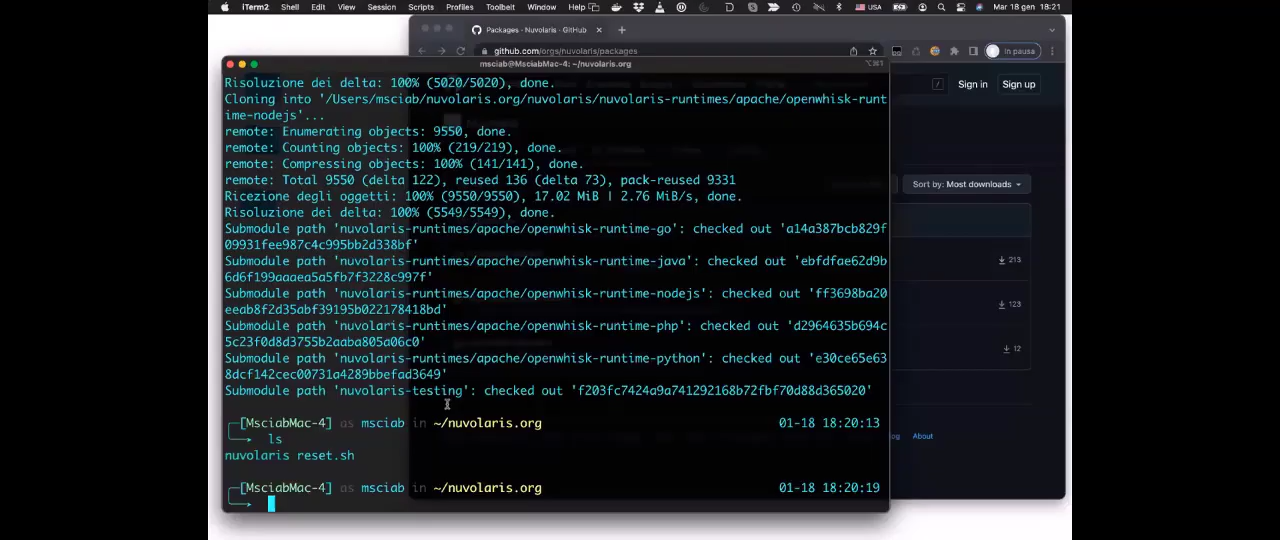 iTerm2 Shell Edit View Session Scripts Profiles Toolbelt Window Help USA Mar 18 gen 18:21
Packages · Nuvolaris · GitHub
github.com/orgs/nuvolaris/packages
In pausa
msciab@MsciabMac-4: ~/nuvolaris.org
⌥⌘1
Risoluzione dei delta: 100% (5020/5020), done.
Cloning into '/Users/msciab/nuvolaris.org/nuvolaris/nuvolaris-runtimes/apache/openwhisk-runt
ime-nodejs'...
remote: Enumerating objects: 9550, done.
remote: Counting objects: 100% (219/219), done.
remote: Compressing objects: 100% (141/141), done.
remote: Total 9550 (delta 122), reused 136 (delta 73), pack-reused 9331
Ricezione degli oggetti: 100% (9550/9550), 17.02 MiB | 2.76 MiB/s, done.
Risoluzione dei delta: 100% (5549/5549), done.
Submodule path 'nuvolaris-runtimes/apache/openwhisk-runtime-go': checked out 'a14a387bcb829f
09931fee987c4c995bb2d338bf'
Submodule path 'nuvolaris-runtimes/apache/openwhisk-runtime-java': checked out 'ebfdfae62d9b
6d6f199aaaea5a5fb7f3228c997f'
Submodule path 'nuvolaris-runtimes/apache/openwhisk-runtime-nodejs': checked out 'ff3698ba20
eeab8f2d35abf39195b022178418bd'
Submodule path 'nuvolaris-runtimes/apache/openwhisk-runtime-php': checked out 'd2964635b694c
5c23f0d8d3755b2aaba805a06c0'
Submodule path 'nuvolaris-runtimes/apache/openwhisk-runtime-python': checked out 'e30ce65e63
8dcf142cec00731a4289bbefad3649'
Submodule path 'nuvolaris-testing': checked out 'f203fc7424a9a741292168b72fbf70d88d365020'
[MsciabMac-4] as msciab in ~/nuvolaris.org 01-18 18:20:13
ls
nuvolaris reset.sh
[MsciabMac-4] as msciab in ~/nuvolaris.org 01-18 18:20:19
/ Sign in Sign up
Sort by: Most downloads
213
123
12
About